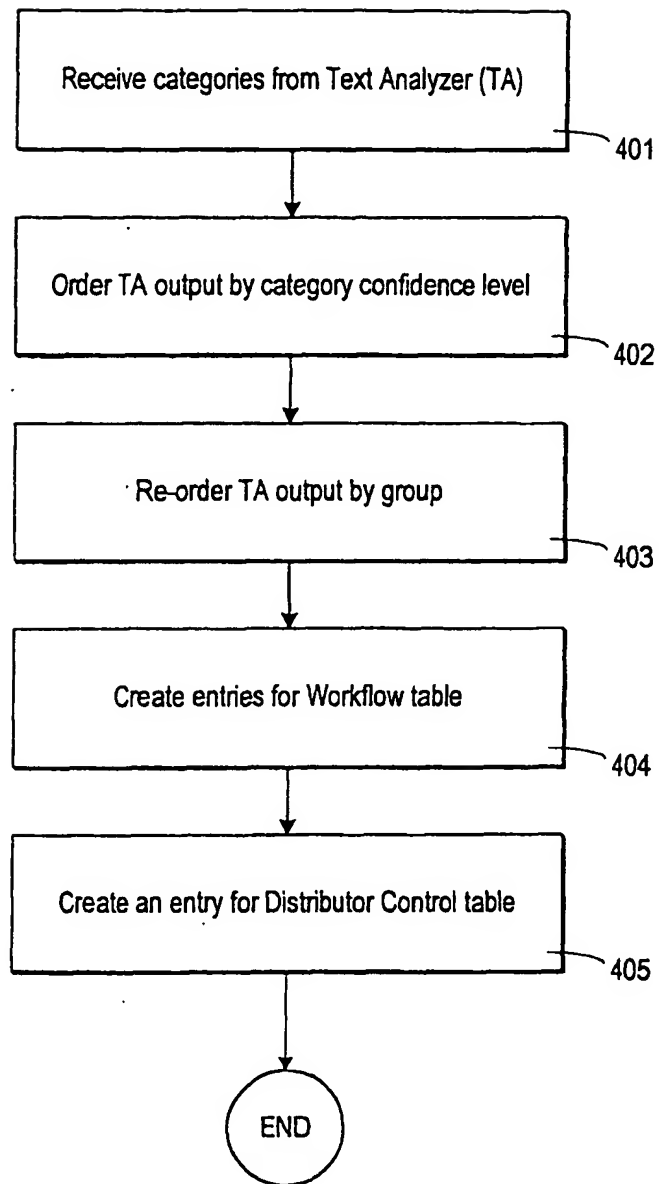 Receive categories from Text Analyzer (TA)
401
Order TA output by category confidence level
402
Re-order TA output by group
403
Create entries for Workflow table
404
Create an entry for Distributor Control table
405
END